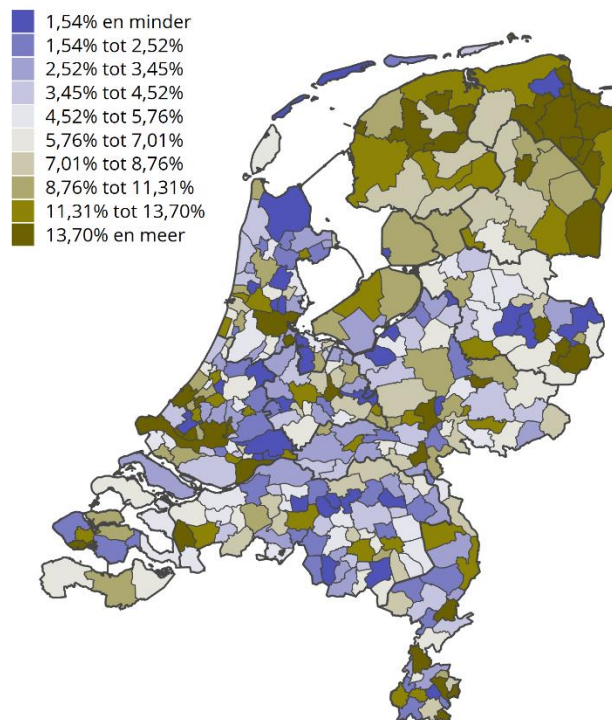 1,54% en minder
1,54% tot 2,52%
2,52% tot 3,45%
3,45% tot 4,52%
4,52% tot 5,76%
5,76% tot 7,01%
7,01% tot 8,76%
8,76% tot 11,31%
11,31% tot 13,70%
13,70% en meer